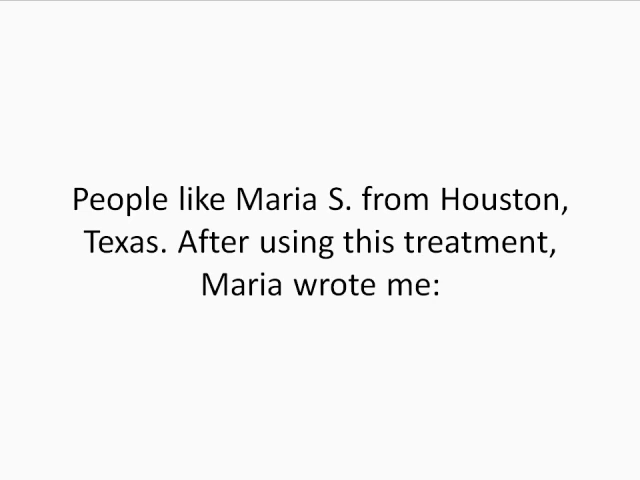 People like Maria S. from Houston,
Texas. After using this treatment,
Maria wrote me: